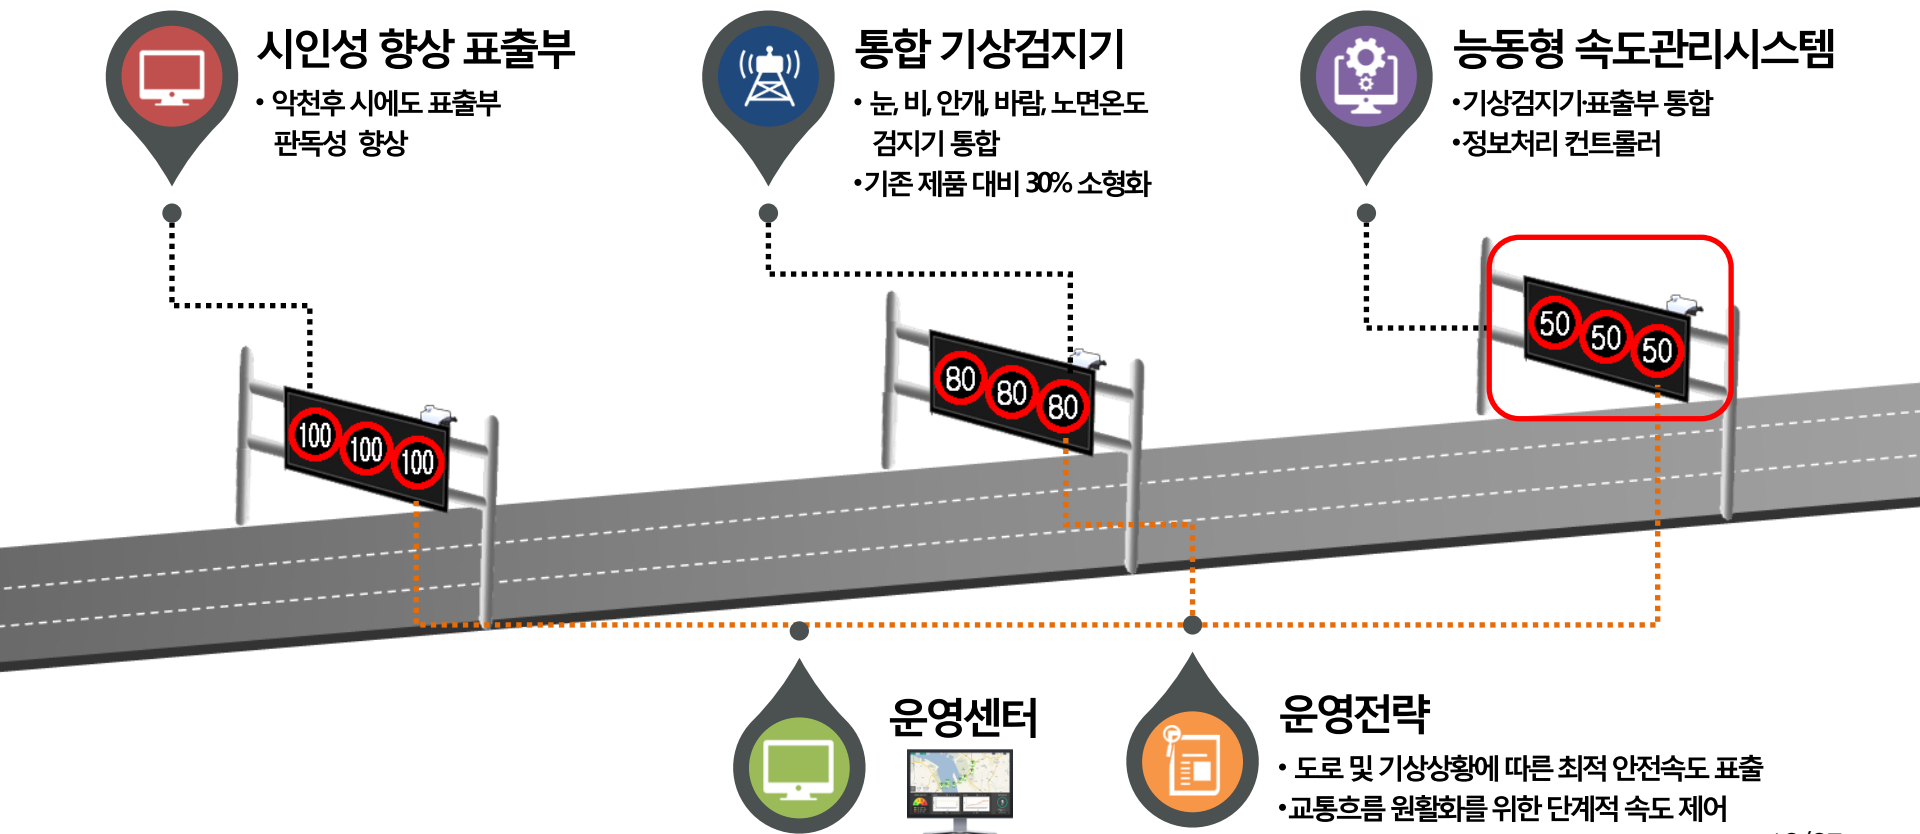 시인성 향상 표출부
• 악천후 시에도 표출부
판독성 향상
통합 기상검지기
• 눈, 비, 안개, 바람, 노면온도
검지기 통합
•기존 제품 대비 30% 소형화
능동형 속도관리시스템
•기상검지기·표출부 통합
•정보처리 컨트롤러
50 50 50
80 80 80
100 100 100
운영센터
운영전략
• 도로 및 기상상황에 따른 최적 안전속도 표출
•교통흐름 원활화를 위한 단계적 속도 제어